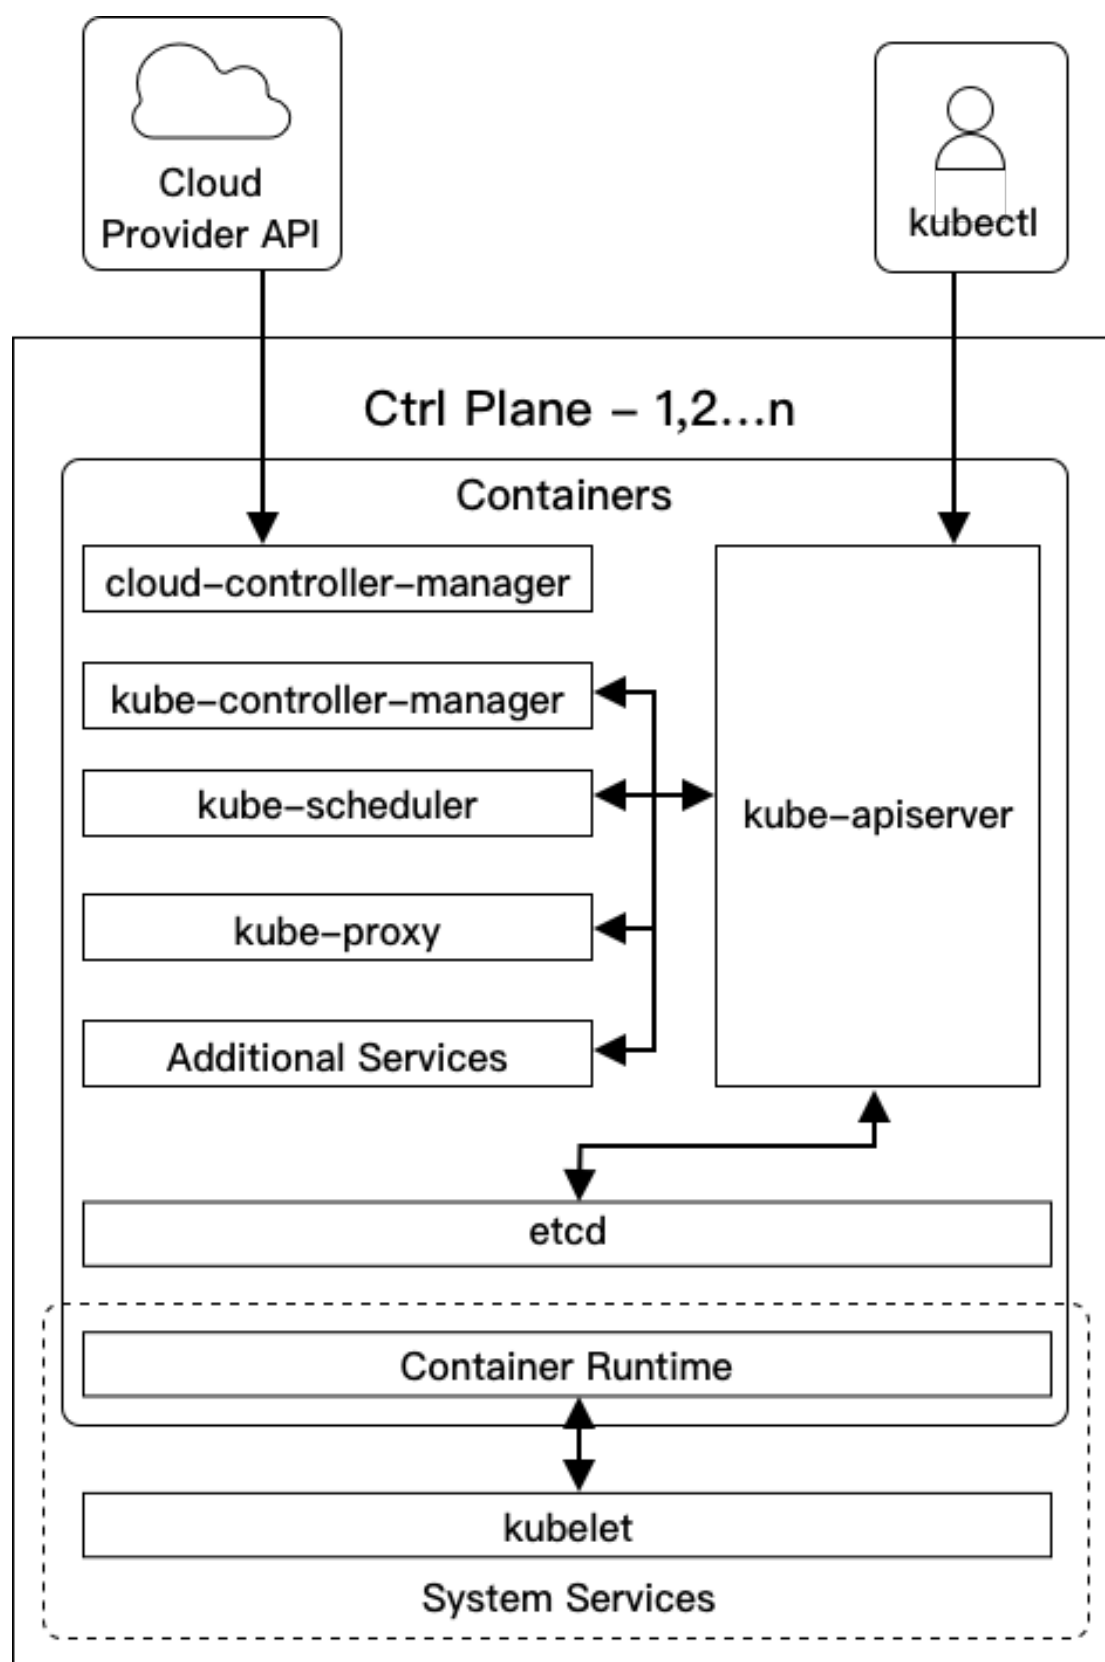 Cloud
Provider API
kubectl
Ctrl Plane – 1,2...n
Containers
cloud–controller–manager
kube–controller–manager
kube–scheduler
kube–apiserver
kube–proxy
Additional Services
etcd
Container Runtime
kubelet
System Services